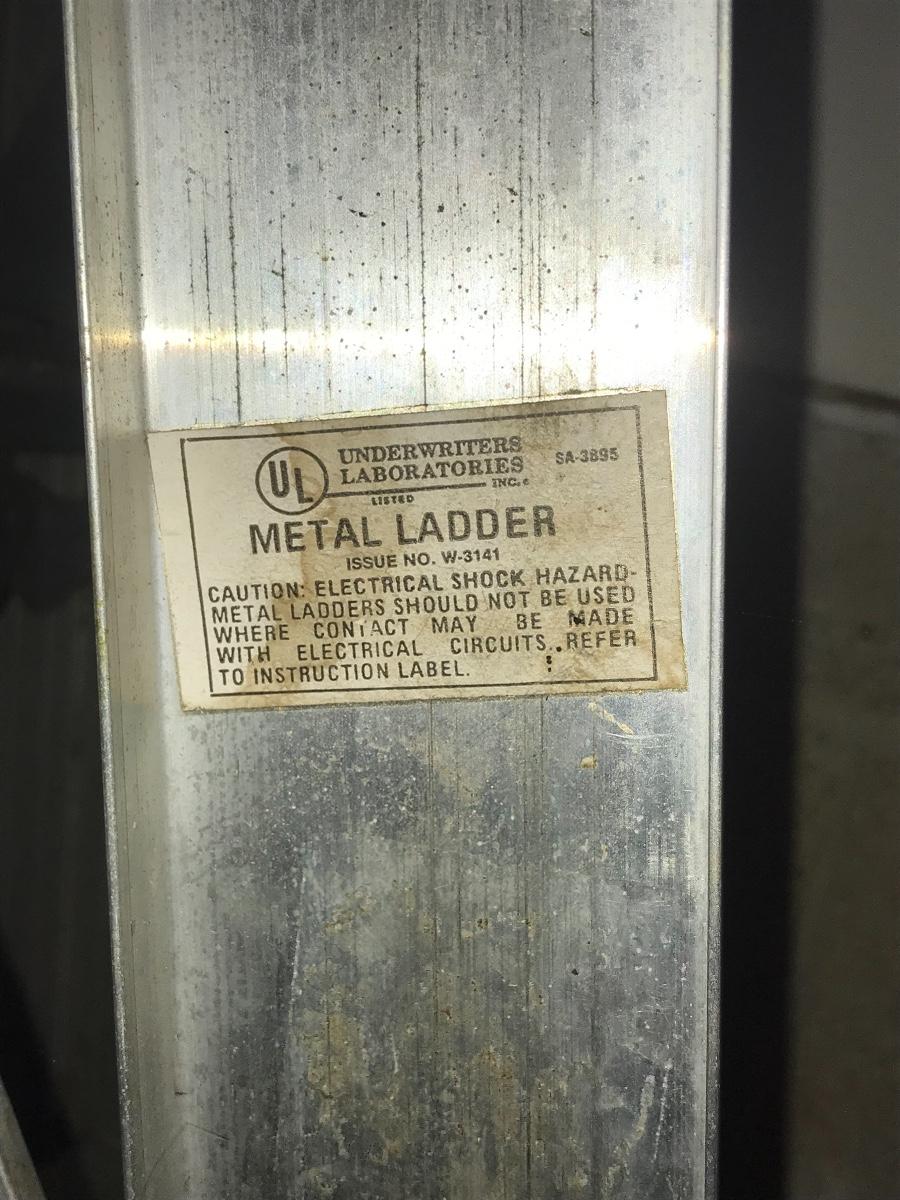 UL
UNDERWRITERS
LABORATORIES
INC.
SA-3895
LISTED
METAL LADDER
ISSUE NO. W-3141
CAUTION: ELECTRICAL SHOCK HAZARD-
METAL LADDERS SHOULD NOT BE USED
WHERE CONTACT MAY BE MADE
WITH ELECTRICAL CIRCUITS. REFER
TO INSTRUCTION LABEL.